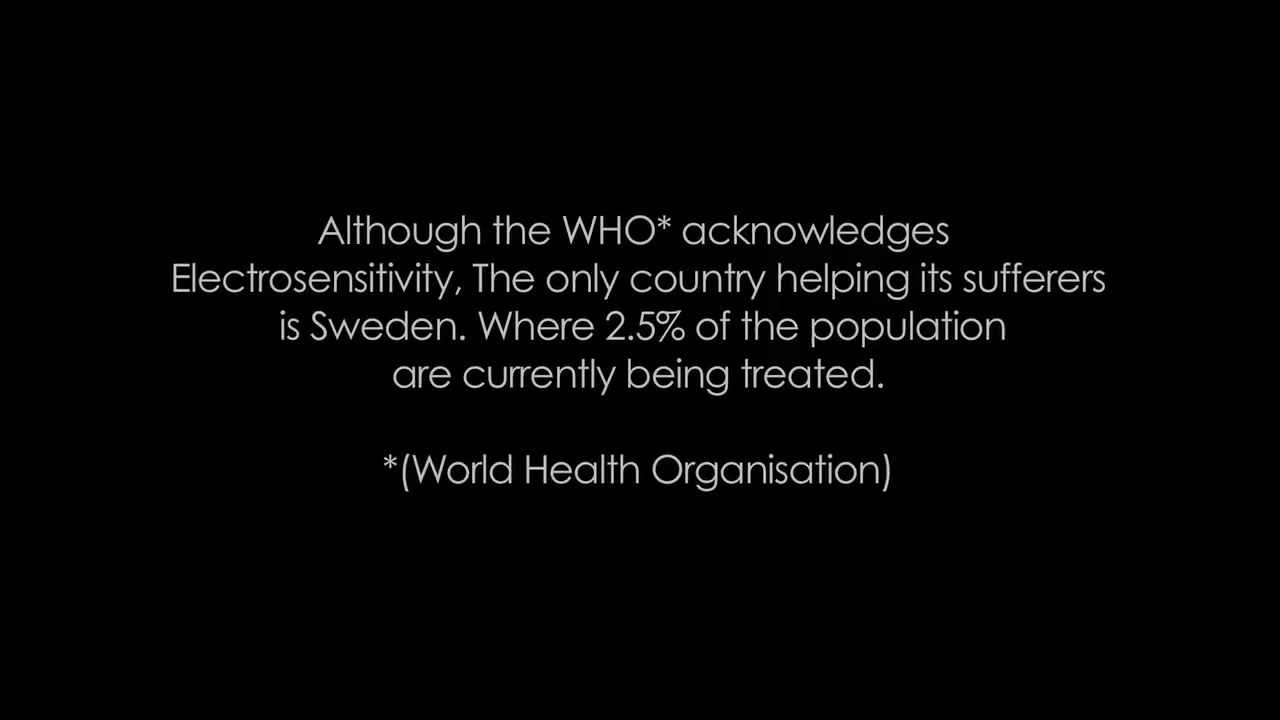 Although the WHO* acknowledges
Electrosensitivity, The only country helping its sufferers
is Sweden. Where 2.5% of the population
are currently being treated.
*(World Health Organisation)